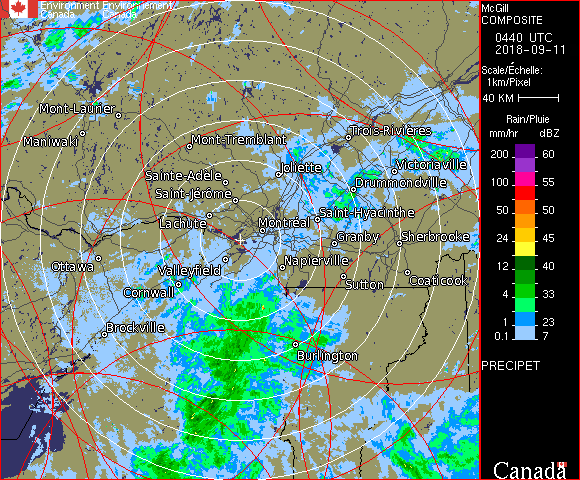 Environment Environnement
Canada Canada
McGill
COMPOSITE
0440 UTC
2018-09-11
Scale/Échelle:
1km/Pixel
40 KM
Rain/Pluie
mm/hr dBZ
200 60
100 55
50 50
24 45
12 40
4 33
1 23
0.1 7
PRECIPET
Canada
Mont-Laurier
Maniwaki
Mont-Tremblant
Trois-Rivières
Victoriaville
Joliette
Sainte-Adèle
Drummondville
Saint-Jérôme
Saint-Hyacinthe
Lachute
Montréal
Granby
Sherbrooke
Ottawa
Valleyfield
Napierville
Cornwall
Sutton
Coaticook
Brockville
Burlington